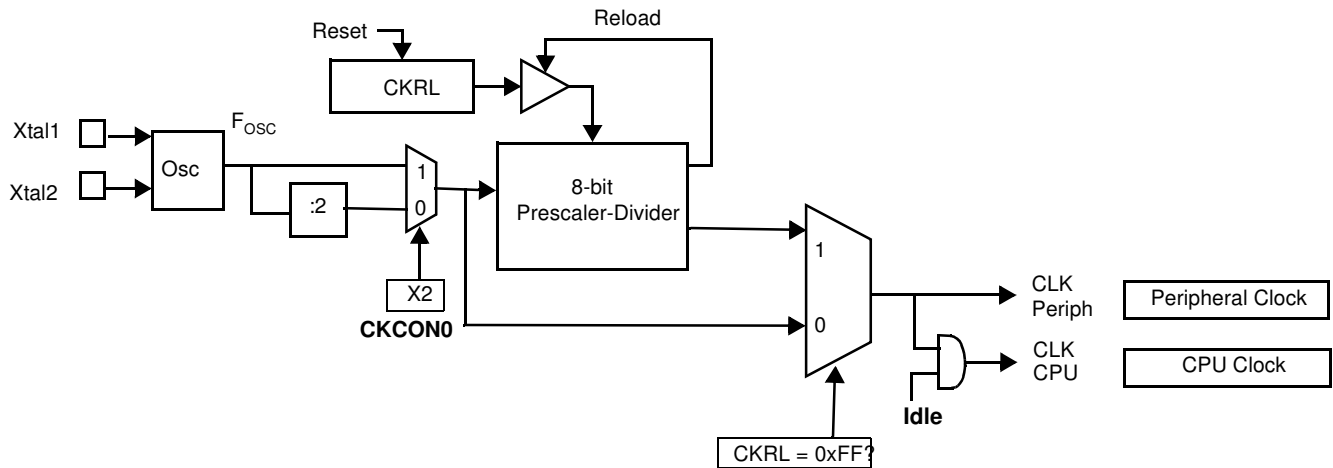 Reload
Reset
CKRL
Xtal1
Xtal2
Osc
FOSC
:2
1
0
X2
CKCON0
8-bit
Prescaler-Divider
1
0
CKRL = 0xFF?
CLK
Periph
Peripheral Clock
CLK
CPU
CPU Clock
Idle